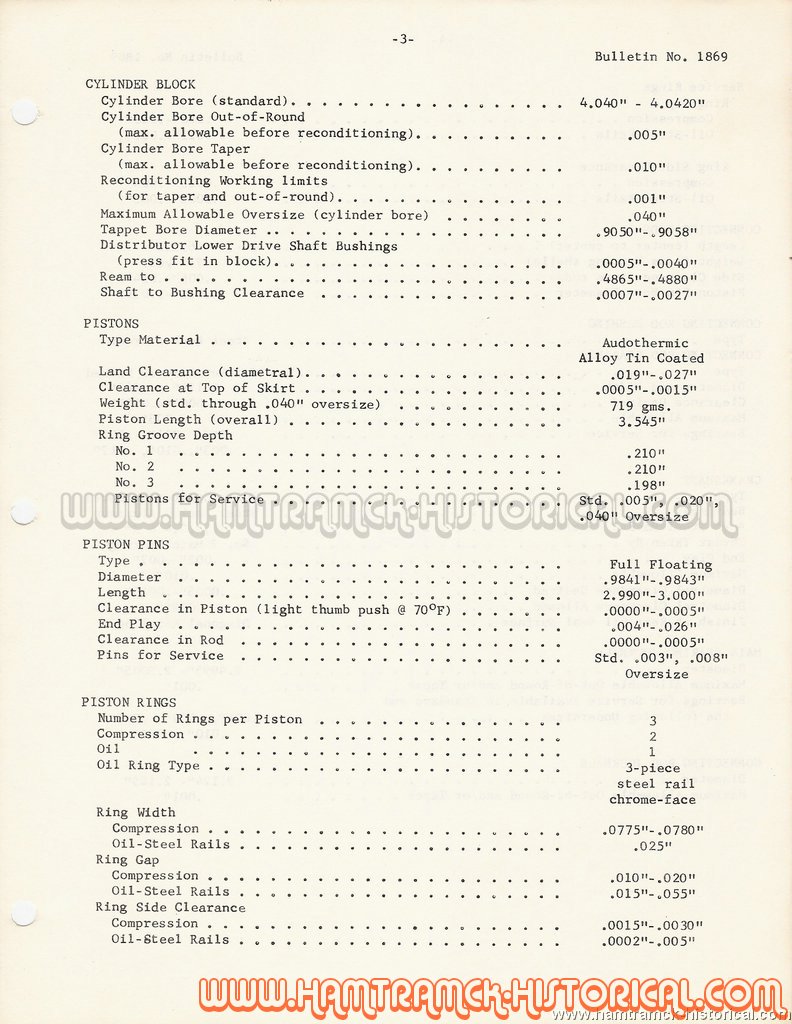 -3-
Bulletin No. 1869
CYLINDER BLOCK
Cylinder Bore (standard). . . . . . . . . . . . . . . . . . 4.040" - 4.0420"
Cylinder Bore Out-of-Round
(max. allowable before reconditioning). . . . . . . . . . .005"
Cylinder Bore Taper
(max. allowable before reconditioning). . . . . . . . . . .010"
Reconditioning Working limits
(for taper and out-of-round). . . . . . . . . . . . . . . .001"
Maximum Allowable Oversize (cylinder bore) . . . . . . . . .040"
Tappet Bore Diameter .. . . . . . . . . . . . . . . . . . . .9050"-.9058"
Distributor Lower Drive Shaft Bushings
(press fit in block). . . . . . . . . . . . . . . . . . . .0005"-.0040"
Ream to . . . . . . . . . . . . . . . . . . . . . . . . . . .4865"-.4880"
Shaft to Bushing Clearance . . . . . . . . . . . . . . . . .0007"-.0027"
PISTONS
Type Material . . . . . . . . . . . . . . . . . . . . . . . Audothermic
Alloy Tin Coated
Land Clearance (diametral). . . . . . . . . . . . . . . . . .019"-.027"
Clearance at Top of Skirt . . . . . . . . . . . . . . . . . .0005"-.0015"
Weight (std. through .040" oversize) . . . . . . . . . . . 719 gms.
Piston Length (overall) . . . . . . . . . . . . . . . . . . 3.545"
Ring Groove Depth
No. 1 . . . . . . . . . . . . . . . . . . . . . . . . . .210"
No. 2 . . . . . . . . . . . . . . . . . . . . . . . . . .210"
No. 3 . . . . . . . . . . . . . . . . . . . . . . . . . .198"
Pistons for Service . . . . . . . . . . . . . . . . . . . Std. .005", .020",
www.HAMTRAMCK-HISTORICAL.com
.040" Oversize
PISTON PINS
Type . . . . . . . . . . . . . . . . . . . . . . . . . . . Full Floating
Diameter . . . . . . . . . . . . . . . . . . . . . . . . . .9841"-.9843"
Length . . . . . . . . . . . . . . . . . . . . . . . . . . 2.990"-3.000"
Clearance in Piston (light thumb push @ 70°F) . . . . . . . .0000"-.0005"
End Play . . . . . . . . . . . . . . . . . . . . . . . . . .004"-.026"
Clearance in Rod . . . . . . . . . . . . . . . . . . . . . .0000"-.0005"
Pins for Service . . . . . . . . . . . . . . . . . . . . . Std. .003", .008"
Oversize
PISTON RINGS
Number of Rings per Piston . . . . . . . . . . . . . . . . 3
Compression . . . . . . . . . . . . . . . . . . . . . . . . 2
Oil . . . . . . . . . . . . . . . . . . . . . . . . 1
Oil Ring Type . . . . . . . . . . . . . . . . . . . . . . . 3-piece
steel rail
chrome-face
Ring Width
Compression . . . . . . . . . . . . . . . . . . . . . . . .0775"-.0780"
Oil-Steel Rails . . . . . . . . . . . . . . . . . . . . . .025"
Ring Gap
Compression . . . . . . . . . . . . . . . . . . . . . . . .010"-.020"
Oil-Steel Rails . . . . . . . . . . . . . . . . . . . . . .015"-.055"
Ring Side Clearance
Compression . . . . . . . . . . . . . . . . . . . . . . . .0015"-.0030"
Oil-Steel Rails . . . . . . . . . . . . . . . . . . . . . .0002"-.005"
www.HAMTRAMCK-HISTORICAL.com
www.hamtramck-historical.com